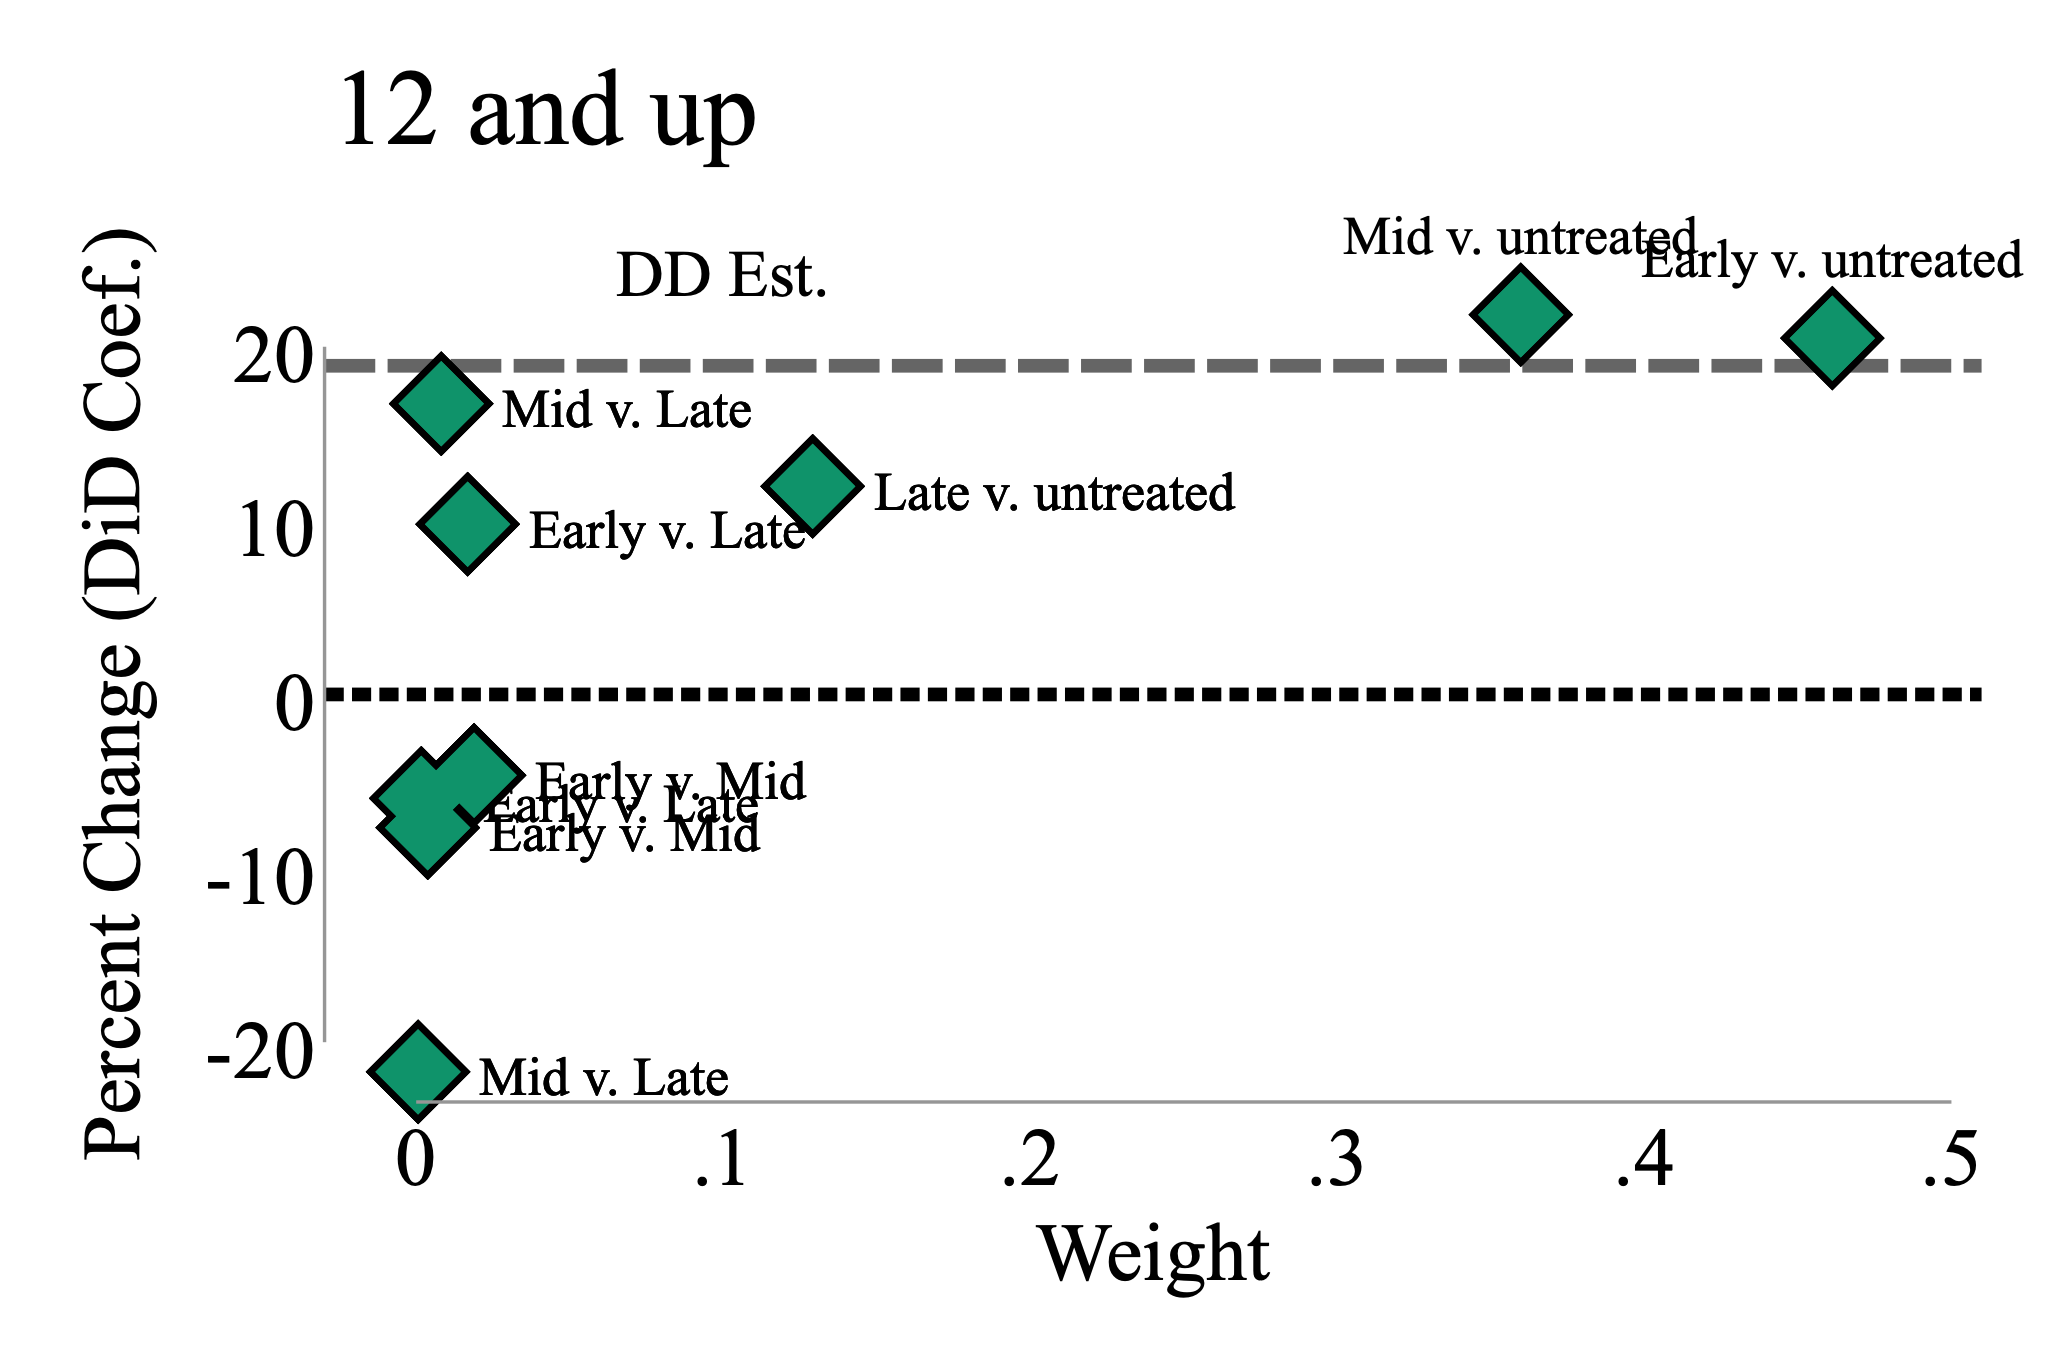 12 and up
Percent Change (DiD Coef.)
DD Est.
Mid v. untreated
Early v. untreated
20
Mid v. Late
Late v. untreated
10
Early v. Late
0
Early v. Mid
Early v. Late
Early v. Mid
-10
-20
Mid v. Late
0 .1 .2 .3 .4 .5
Weight